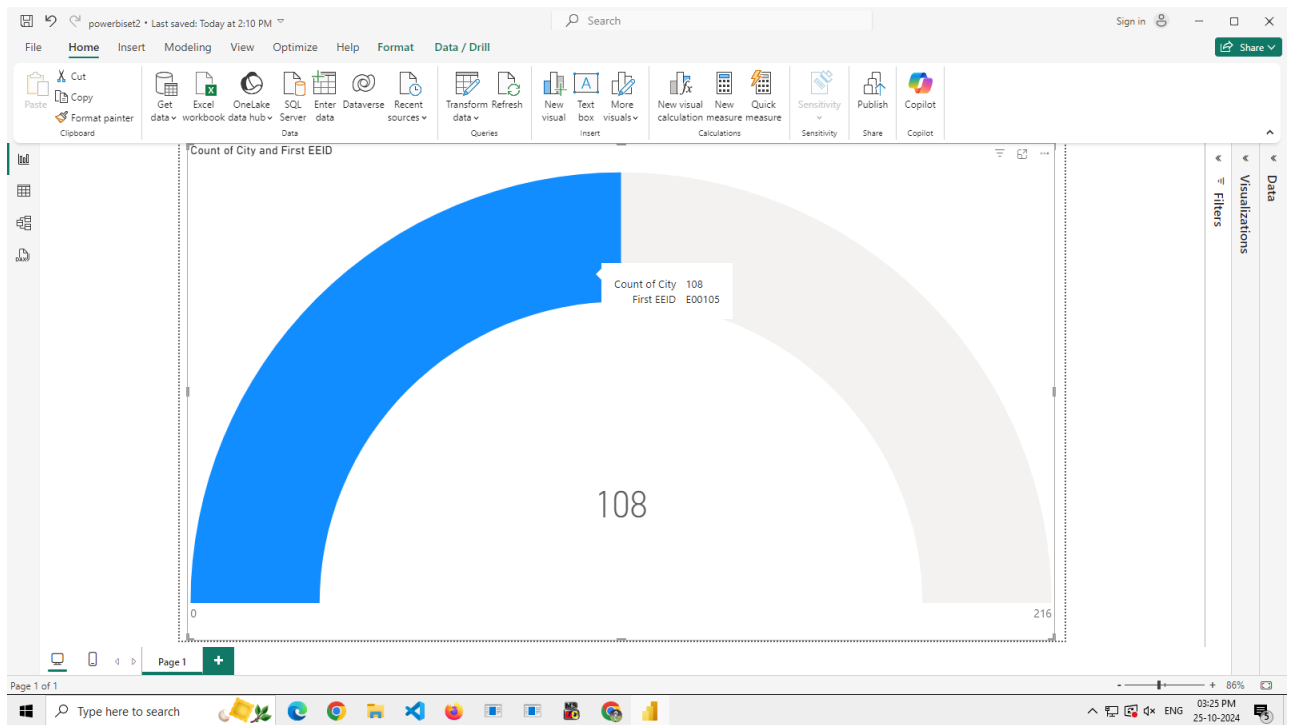 powerbiset2 • Last saved: Today at 2:10 PM
Search
Sign in
File Home Insert Modeling View Optimize Help Format Data / Drill
Share
Paste
Cut
Copy
Format painter
Clipboard
Get data
Excel workbook
OneLake data hub
SQL Server
Enter data
Dataverse
Recent sources
Data
Transform data
Refresh
Queries
New visual
Text box
More visuals
Insert
New visual calculation
New measure
Quick measure
Calculations
Sensitivity
Sensitivity
Publish
Share
Copilot
Copilot
Count of City and First EEID
Count of City 108
First EEID E00105
108
0
216
Filters
Visualizations
Data
Page 1
Page 1 of 1
- + 86%
Type here to search
ENG
03:25 PM
25-10-2024
5